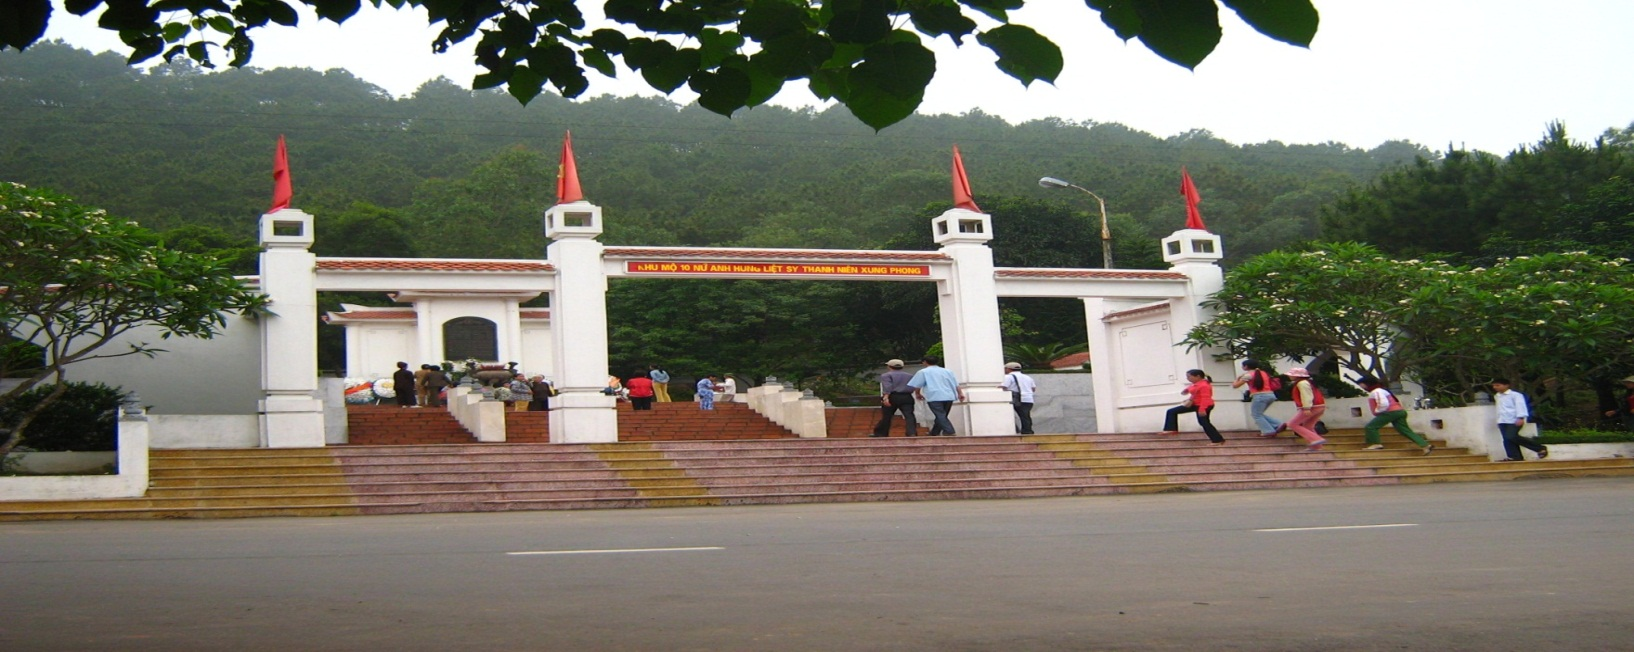 KHU MỘ 10 NỮ ANH HÙNG LIỆT SỸ THANH NIÊN XUNG PHONG